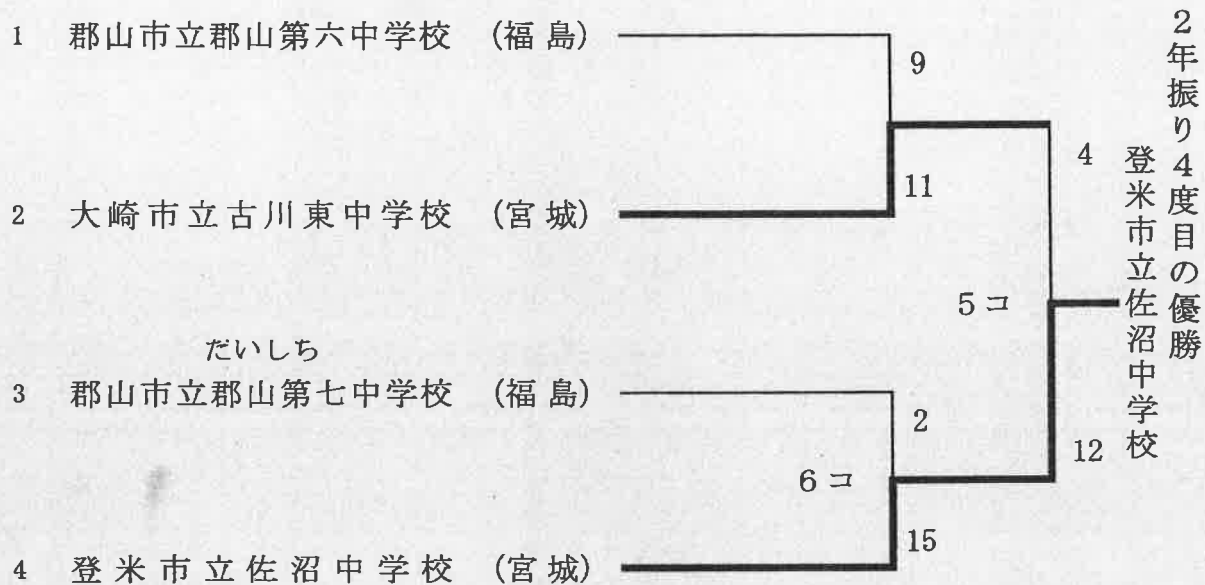 1 郡山市立郡山第六中学校 (福島)
9
4
11
2 大崎市立古川東中学校 (宮城)
5コ
だいしち
3 郡山市立郡山第七中学校 (福島)
2
12
6コ
15
4 登米市立佐沼中学校 (宮城)
2年振り4度目の優勝
登米市立佐沼中学校